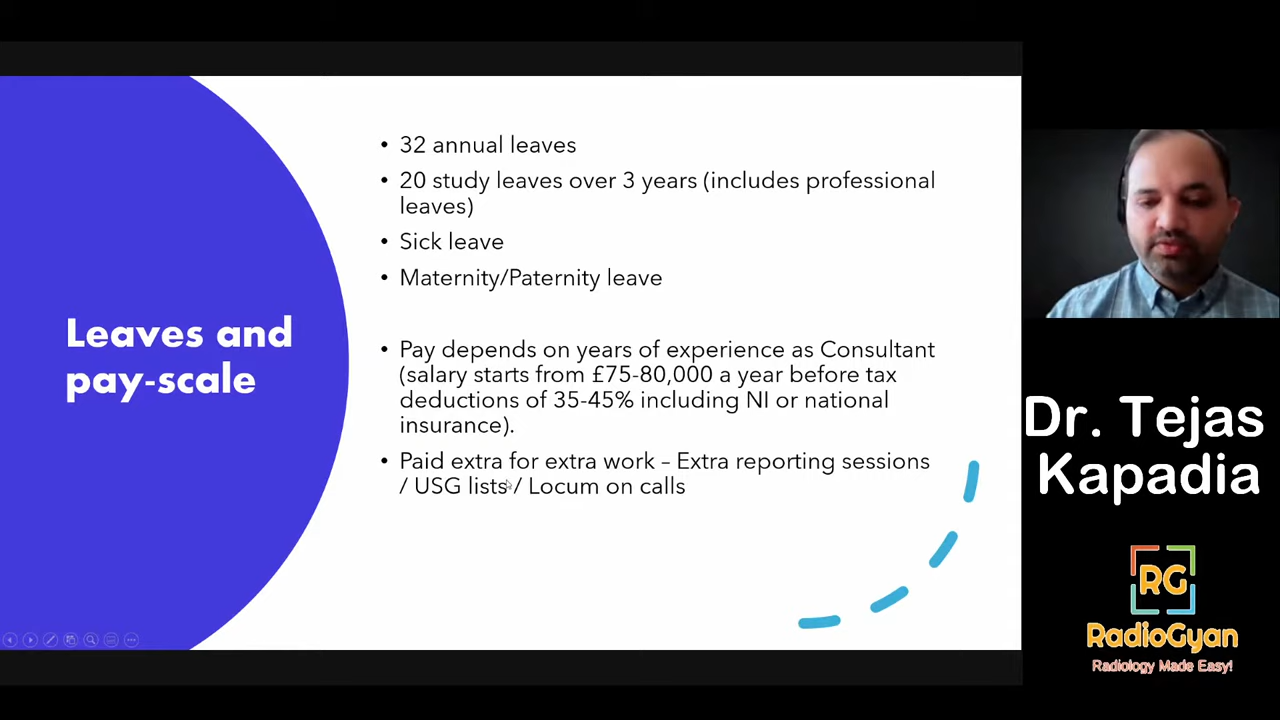 Leaves and
pay-scale
• 32 annual leaves
• 20 study leaves over 3 years (includes professional
leaves)
• Sick leave
• Maternity/Paternity leave
• Pay depends on years of experience as Consultant
(salary starts from £75-80,000 a year before tax
deductions of 35-45% including NI or national
insurance).
• Paid extra for extra work – Extra reporting sessions
/ USG lists / Locum on calls
Dr. Tejas
Kapadia
RG
RadioGyan
Radiology Made Easy!